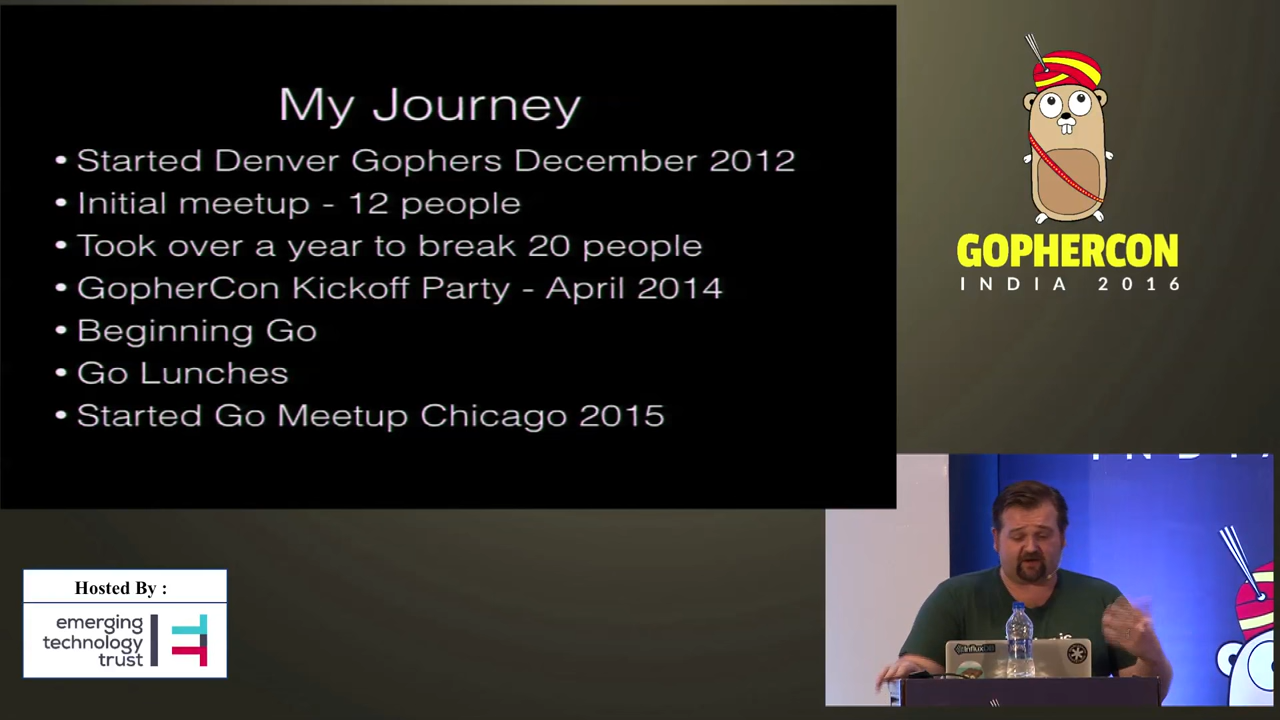 My Journey
• Started Denver Gophers December 2012
• Initial meetup - 12 people
• Took over a year to break 20 people
• GopherCon Kickoff Party - April 2014
• Beginning Go
• Go Lunches
• Started Go Meetup Chicago 2015
GOPHERCON
INDIA 2016
Hosted By :
emerging
technology
trust
InfluxDB